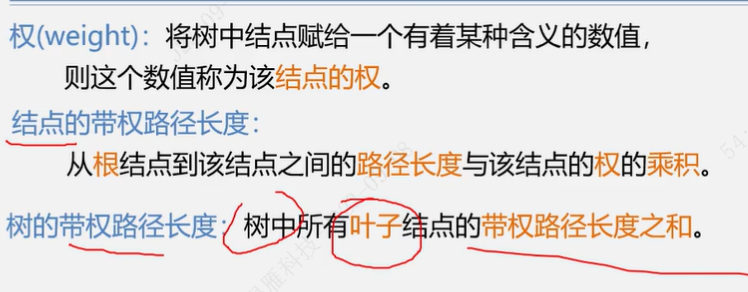 权(weight)：将树中结点赋给一个有着某种含义的数值，
则这个数值称为该结点的权。
结点的带权路径长度：
从根结点到该结点之间的路径长度与该结点的权的乘积。
树的带权路径长度：树中所有叶子结点的带权路径长度之和。